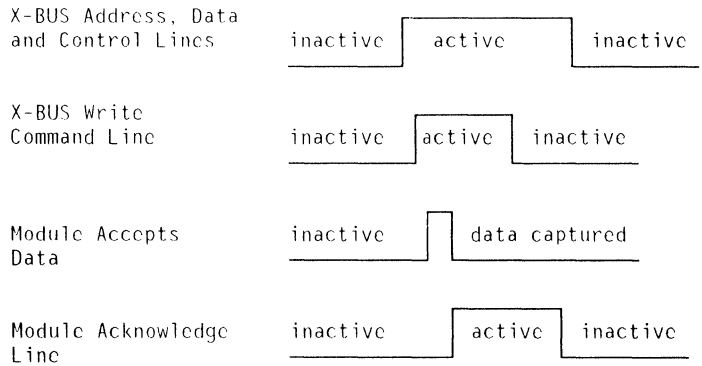 X-BUS Address, Data
and Control Lines inactive active inactive
X-BUS Write
Command Line inactive active inactive
Module Accepts inactive data captured
Data
Module Acknowledge inactive active inactive
Line